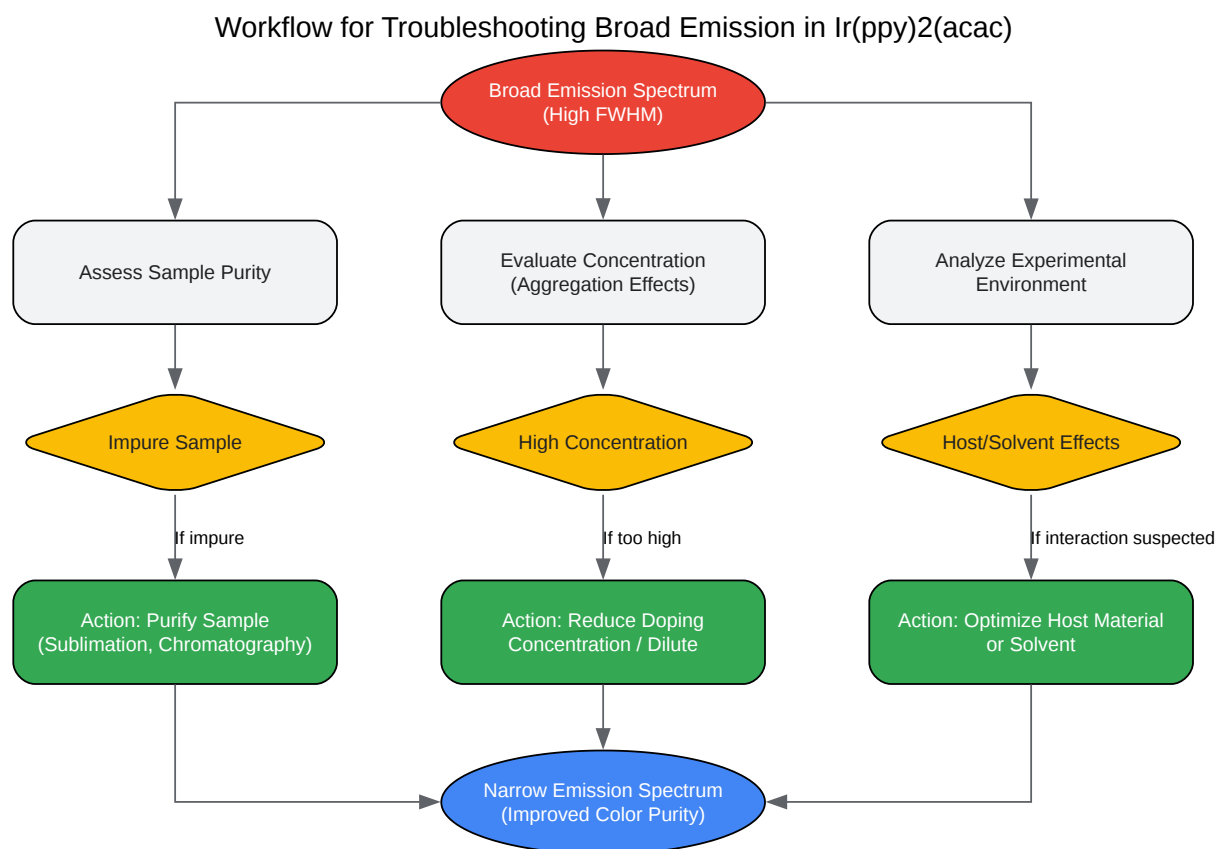 Workflow for Troubleshooting Broad Emission in Ir(ppy)2(acac)
Broad Emission Spectrum
(High FWHM)
Assess Sample Purity
Evaluate Concentration
(Aggregation Effects)
Analyze Experimental
Environment
Impure Sample
High Concentration
Host/Solvent Effects
If impure
If too high
If interaction suspected
Action: Purify Sample
(Sublimation, Chromatography)
Action: Reduce Doping
Concentration / Dilute
Action: Optimize Host Material
or Solvent
Narrow Emission Spectrum
(Improved Color Purity)